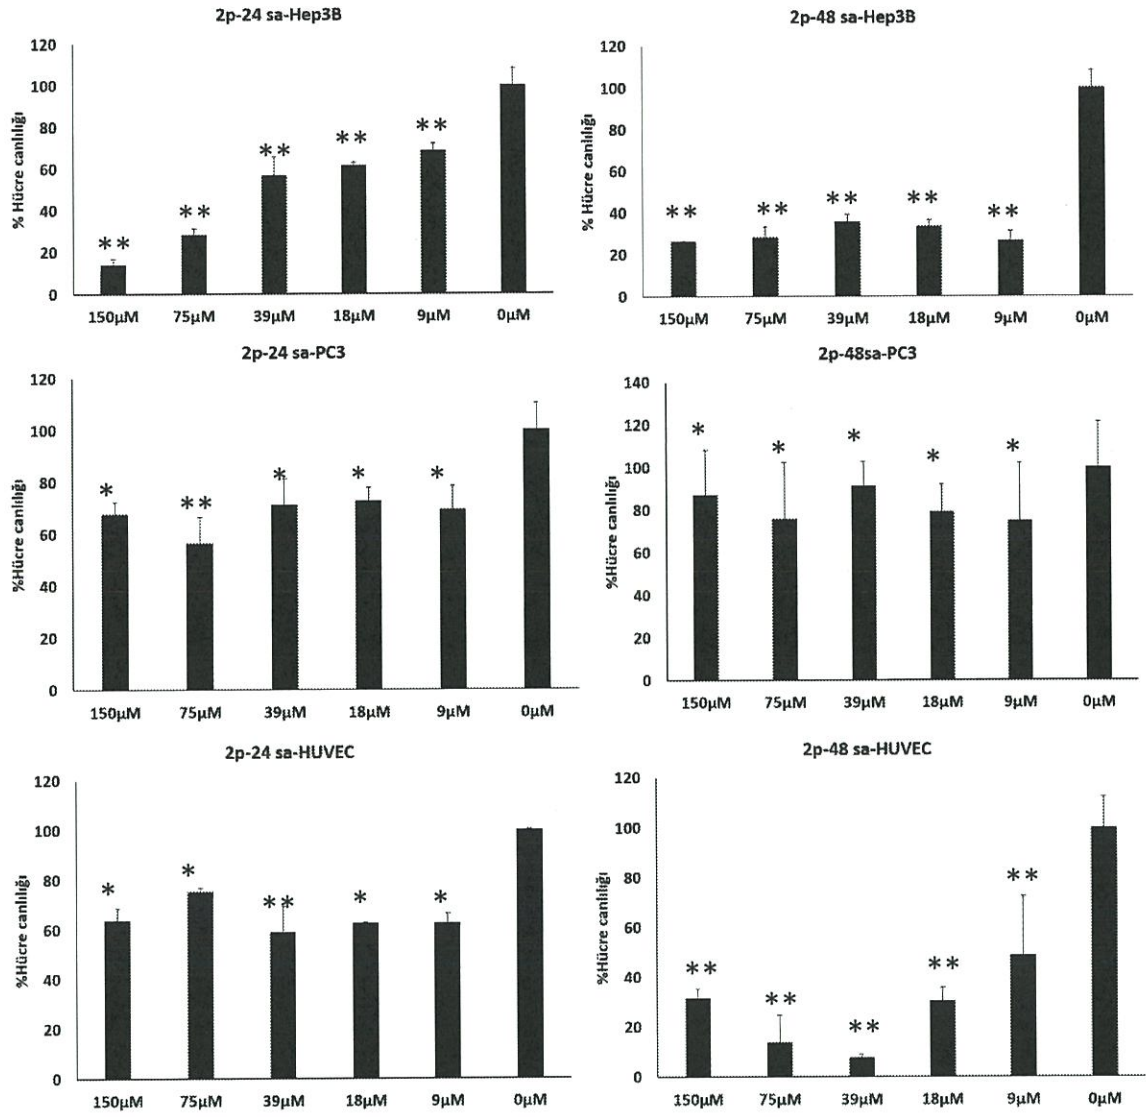 2p-24 sa-Hep3B
% Hücre canlılığı
120
100
80
60
40
20
0
**
**
**
**
**
150µM
75µM
39µM
18µM
9µM
0µM
2p-48 sa-Hep3B
% Hücre canlılığı
120
100
80
60
40
20
0
**
**
**
**
**
150µM
75µM
39µM
18µM
9µM
0µM
2p-24 sa-PC3
%Hücre canlılığı
120
100
80
60
40
20
0
*
**
*
*
*
150µM
75µM
39µM
18µM
9µM
0µM
2p-48sa-PC3
%Hücre canlılığı
140
120
100
80
60
40
20
0
*
*
*
*
*
150µM
75µM
39µM
18µM
9µM
0µM
2p-24 sa-HUVEC
%Hücre canlılığı
120
100
80
60
40
20
0
*
*
**
*
*
150µM
75µM
39µM
18µM
9µM
0µM
2p-48 sa-HUVEC
%Hücre canlılığı
120
100
80
60
40
20
0
**
**
**
**
**
150µM
75µM
39µM
18µM
9µM
0µM